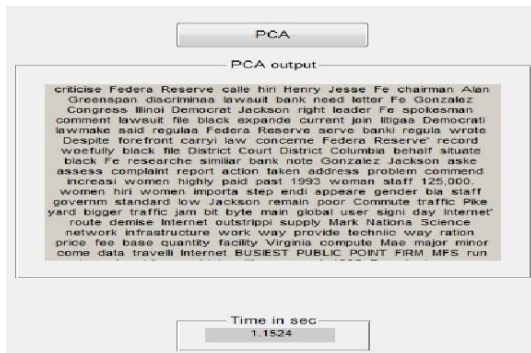 PCA
PCA output
criticise Federa Reserve calle hiri Henry Jesse Fe chairman Alan
Greenspan discriminaa lawsuit bank need letter Fe Gonzalez
Congress Illinoi Democrat Jackson right leader Fe spokesman
comment lawsuit file black expande current join litigaa Democrati
lawmake said regulaa Federa Reserve serve banki regula wrote
Despite forefront carryi law concerne Federa Reserve' record
woefully black file District Court District Columbia behalf situate
black Fe researche similiar bank note Gonzalez Jackson aske
assess complaint report action taken address problem commend
increasi women highly paid past 1993 woman staff 125,000.
women hiri women importa step endi appeare gender bia staff
governm standard low Jackson remain poor Commute traffic Pike
yard bigger traffic jam bit byte main global user signi day Internet'
route demise Internet outstrippi supply Mark Nationa Science
network infrastructure work way provide techniic way ration
price fee base quantity facility Virginia compute Mae major minor
come data travelli Internet BUSIEST PUBLIC POINT FIRM MFS run
Time in sec
1.1524